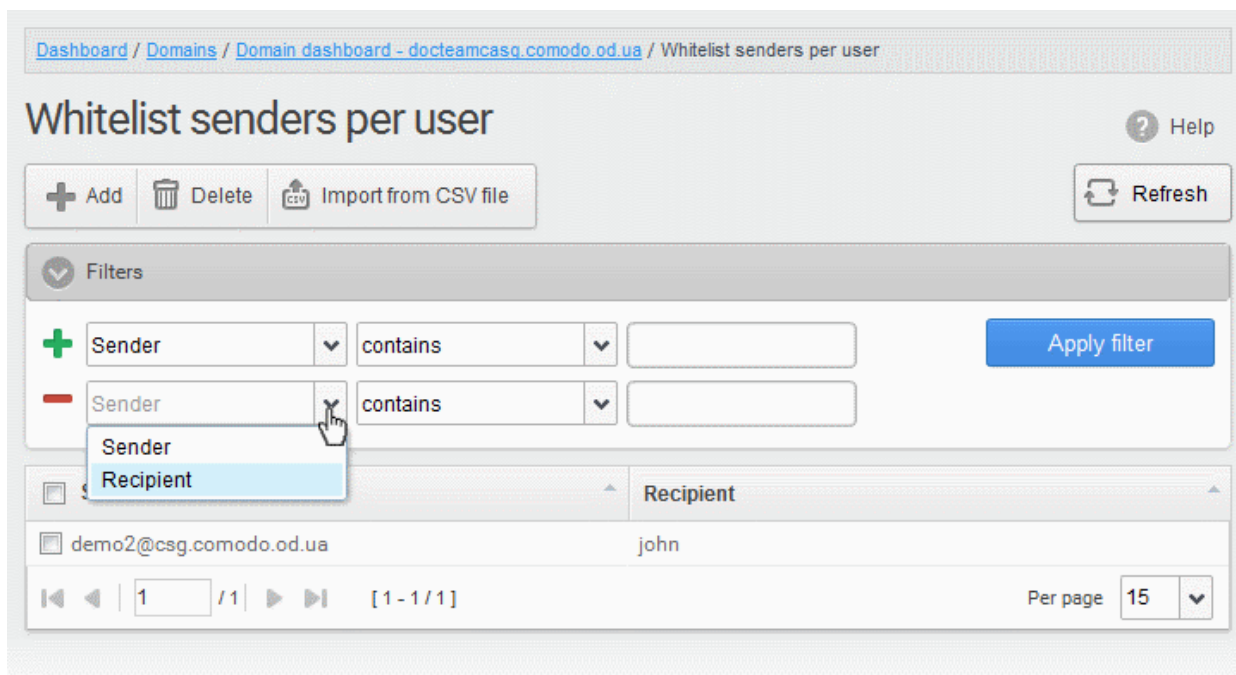 Dashboard / Domains / Domain dashboard - docteamcasg.comodo.od.ua / Whitelist senders per user
Whitelist senders per user
Help
Add Delete Import from CSV file
Refresh
Filters
Sender contains
Apply filter
Sender contains
Sender
Recipient
Recipient
demo2@csg.comodo.od.ua john
1 / 1 [ 1 - 1 / 1 ] Per page 15